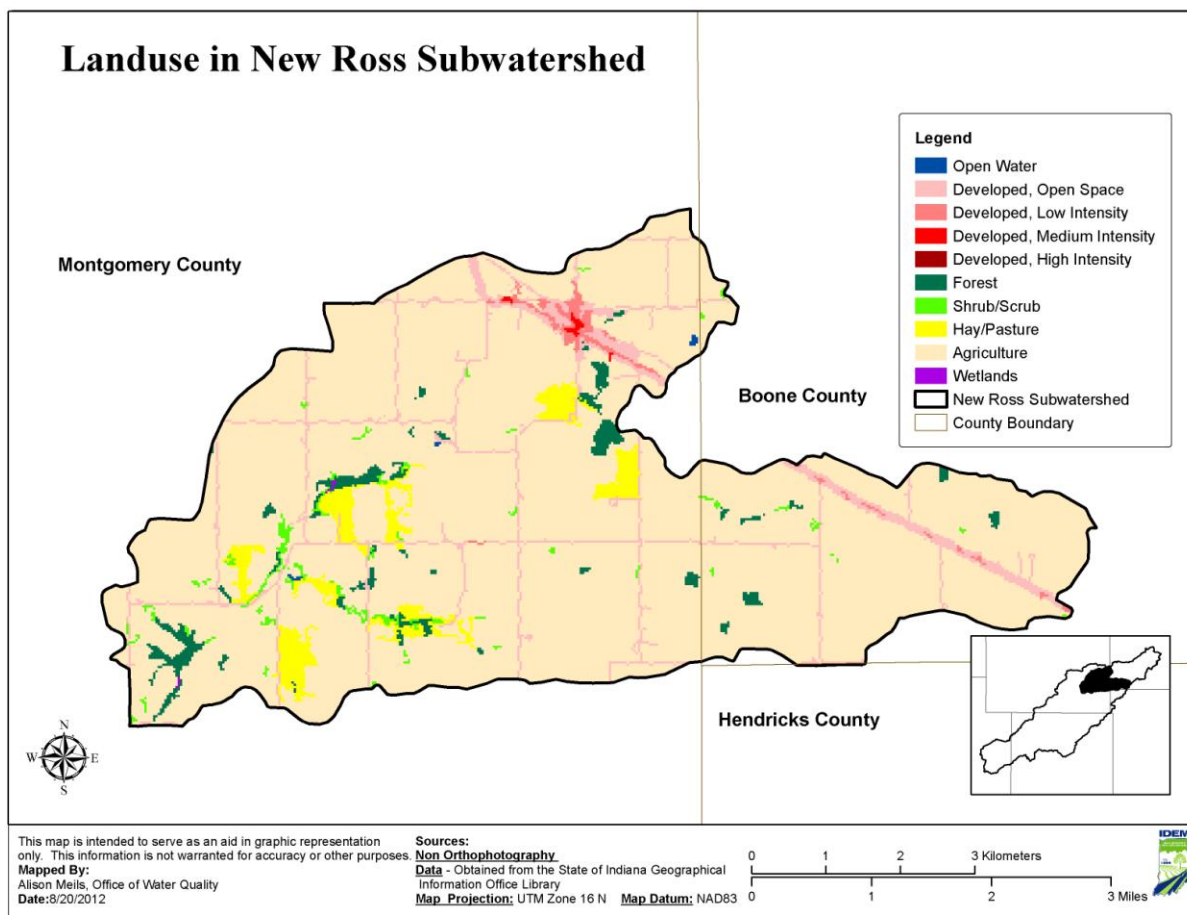 Landuse in New Ross Subwatershed
Legend
Open Water
Developed, Open Space
Developed, Low Intensity
Developed, Medium Intensity
Developed, High Intensity
Forest
Shrub/Scrub
Hay/Pasture
Agriculture
Wetlands
New Ross Subwatershed
County Boundary
Montgomery County
Boone County
Hendricks County
N
W E
S
This map is intended to serve as an aid in graphic representation
only. This information is not warranted for accuracy or other purposes.
Mapped By:
Alison Meils, Office of Water Quality
Date:8/20/2012
Sources:
Non Orthophotography
Data - Obtained from the State of Indiana Geographical
Information Office Library
Map Projection: UTM Zone 16 N Map Datum: NAD83
0 1 2 3 Kilometers
0 1 2 3 Miles
IDEM